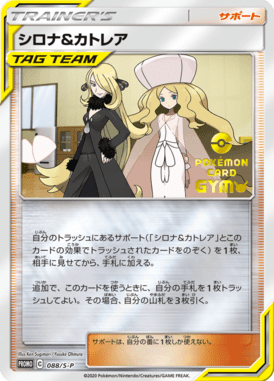 TRAINER'S
サポート
シロナ&カトレア
TAG TEAM
POKÉMON CARD
GYM
自分のトラッシュにあるサポート(「シロナ&カトレア」とこの
カードの効果でトラッシュされたカードをのぞく)を1枚、
相手に見せてから、手札に加える。
追加で、このカードを使うときに、自分の手札を1枚トラッ
シュしてよい。その場合、自分の山札を3枚引く。
サポートは、自分の番に1枚しか使えない。
Illus. Ken Sugimori / Yusuke Ohmura
PROMO C 088/S-P
©2020 Pokémon/Nintendo/Creatures/GAME FREAK.